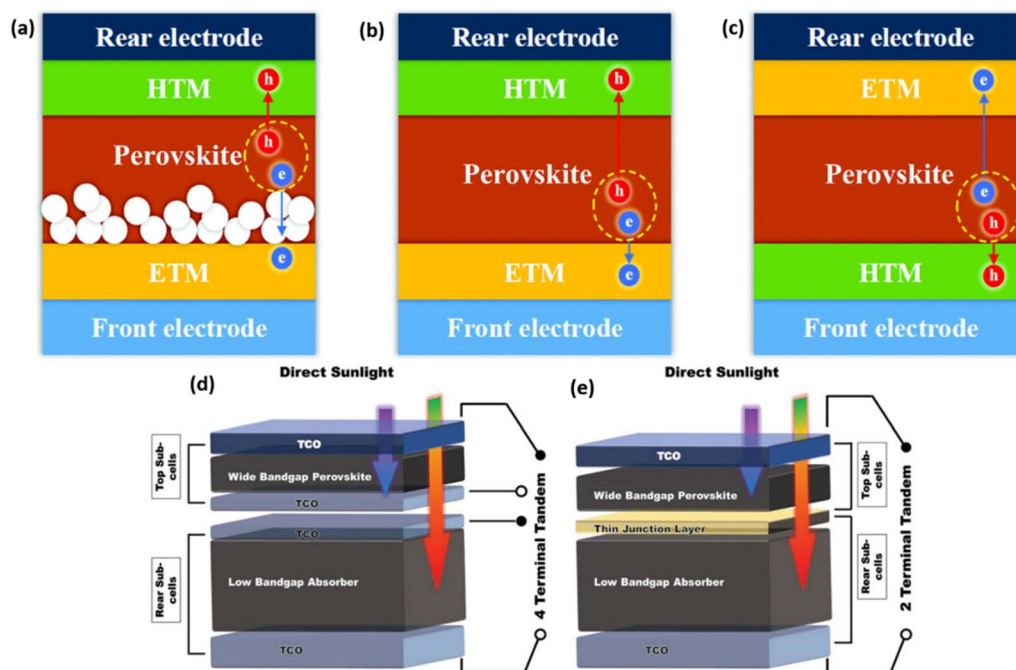 (a)
Rear electrode
HTM
h
h
Perovskite
e
ETM
e
Front electrode
(b)
Rear electrode
HTM
h
Perovskite
h
e
ETM
e
Front electrode
(c)
Rear electrode
ETM
e
Perovskite
e
h
HTM
h
Front electrode
(d)
Direct Sunlight
Top Sub-
cells
TCO
Wide Bandgap Perovskite
TCO
TCO
Rear Sub-
cells
Low Bandgap Absorber
TCO
4 Terminal Tandem
(e)
Direct Sunlight
TCO
Wide Bandgap Perovskite
Thin Junction Layer
Low Bandgap Absorber
TCO
Top Sub-
cells
Rear Sub-
cells
2 Terminal Tandem